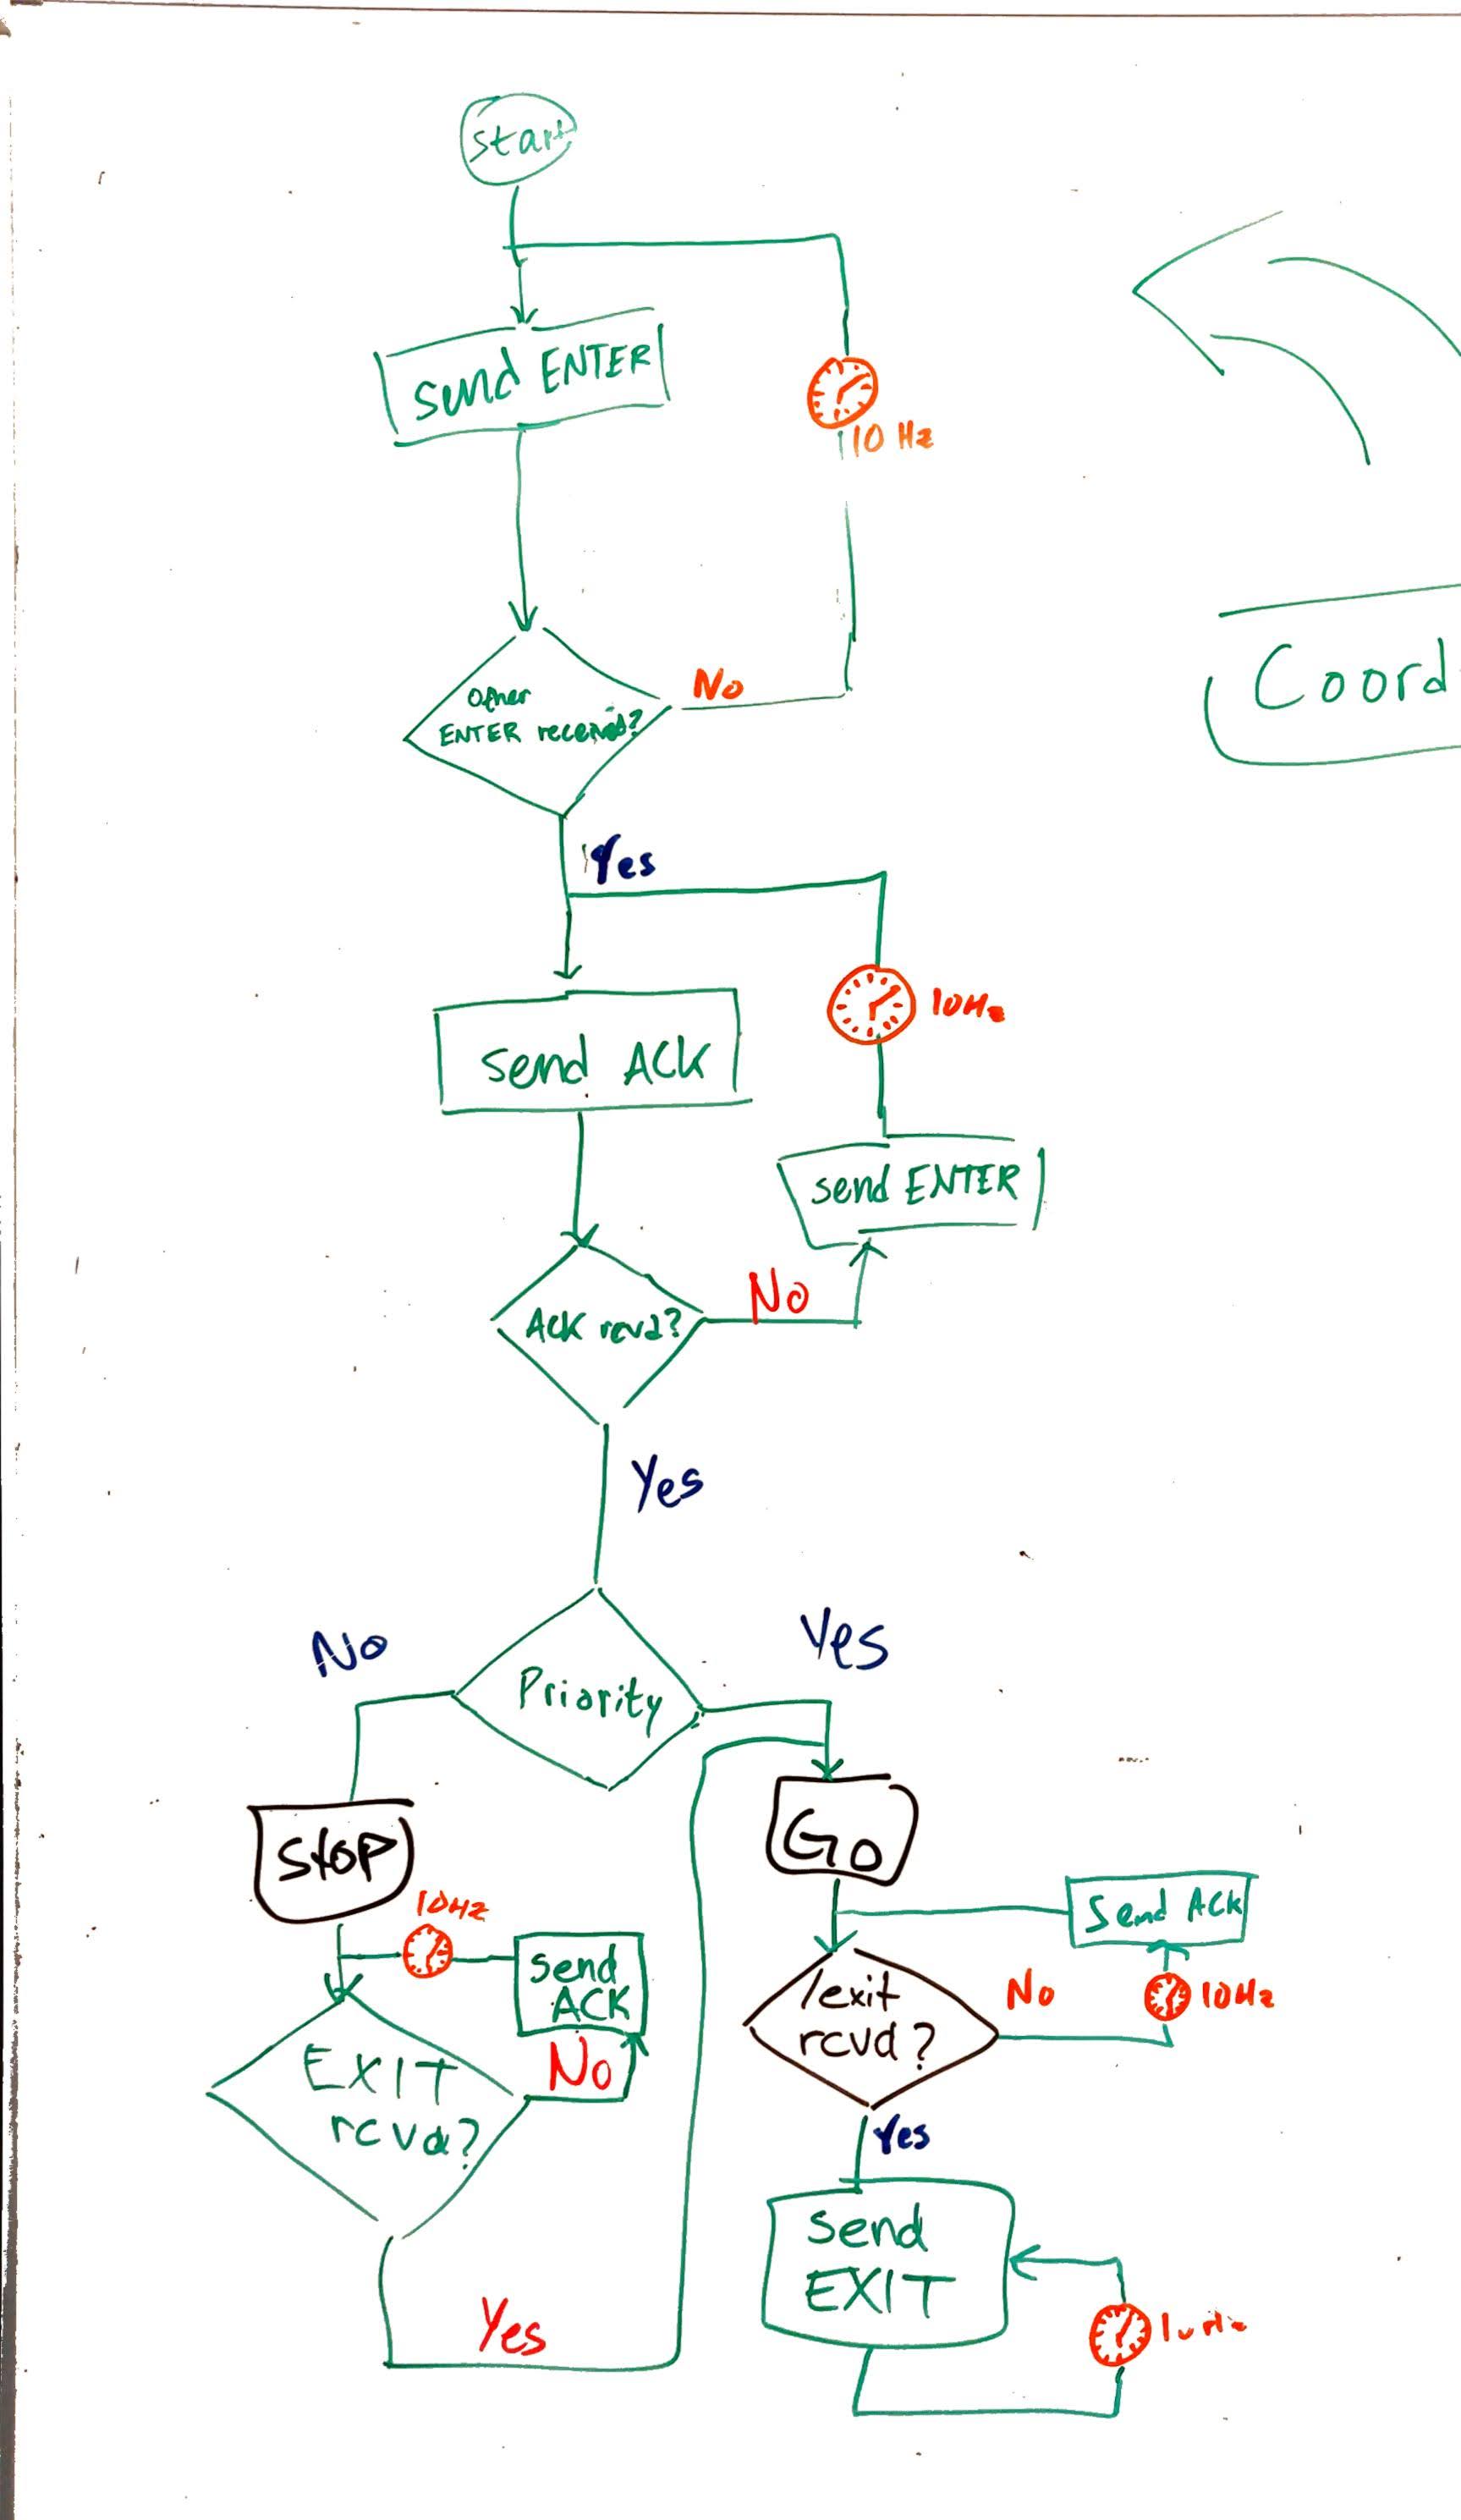 Start
send ENTER
10 Hz
Other
ENTER received?
No
Coord
Yes
send ACK
10Hz
send ENTER
Ack rcvd?
No
Yes
Priority
No
Yes
STOP
GO
10Hz
send
ACK
Send ACK
/exit
rcvd?
No
10Hz
EXIT
rcvd?
No
Yes
send
EXIT
Yes